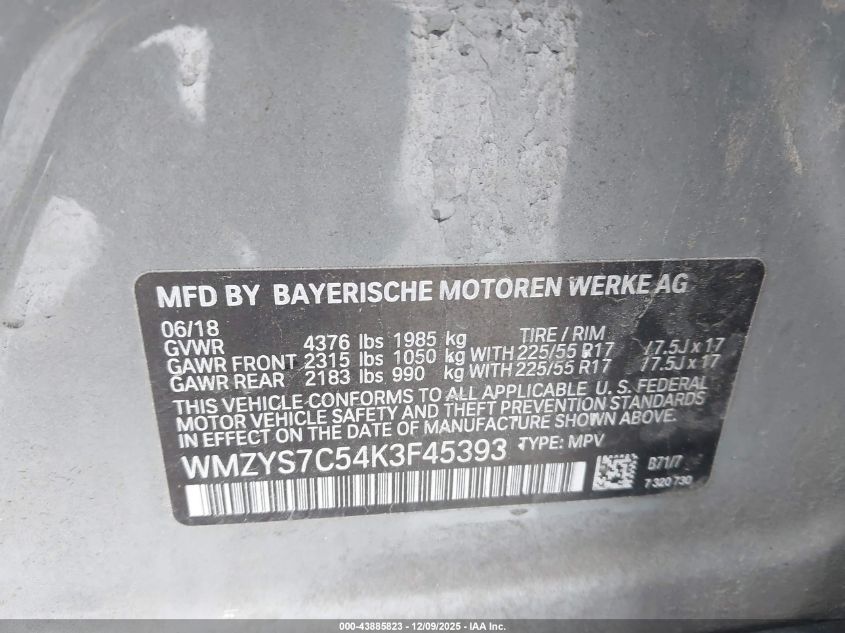 MFD BY BAYERISCHE MOTOREN WERKE AG
06/18 TIRE / RIM
GVWR 4376 lbs 1985 kg
GAWR FRONT 2315 lbs 1050 kg WITH 225/55 R17 / 7.5J x 17
GAWR REAR 2183 lbs 990 kg WITH 225/55 R17 / 7.5J x 17
THIS VEHICLE CONFORMS TO ALL APPLICABLE U. S. FEDERAL
MOTOR VEHICLE SAFETY AND THEFT PREVENTION STANDARDS
IN EFFECT ON THE DATE OF MANUFACTURE SHOWN ABOVE.
WMZYS7C54K3F45393 TYPE: MPV
B71/7
7 320 730
000-43885823 - 12/09/2025 - IAA Inc.